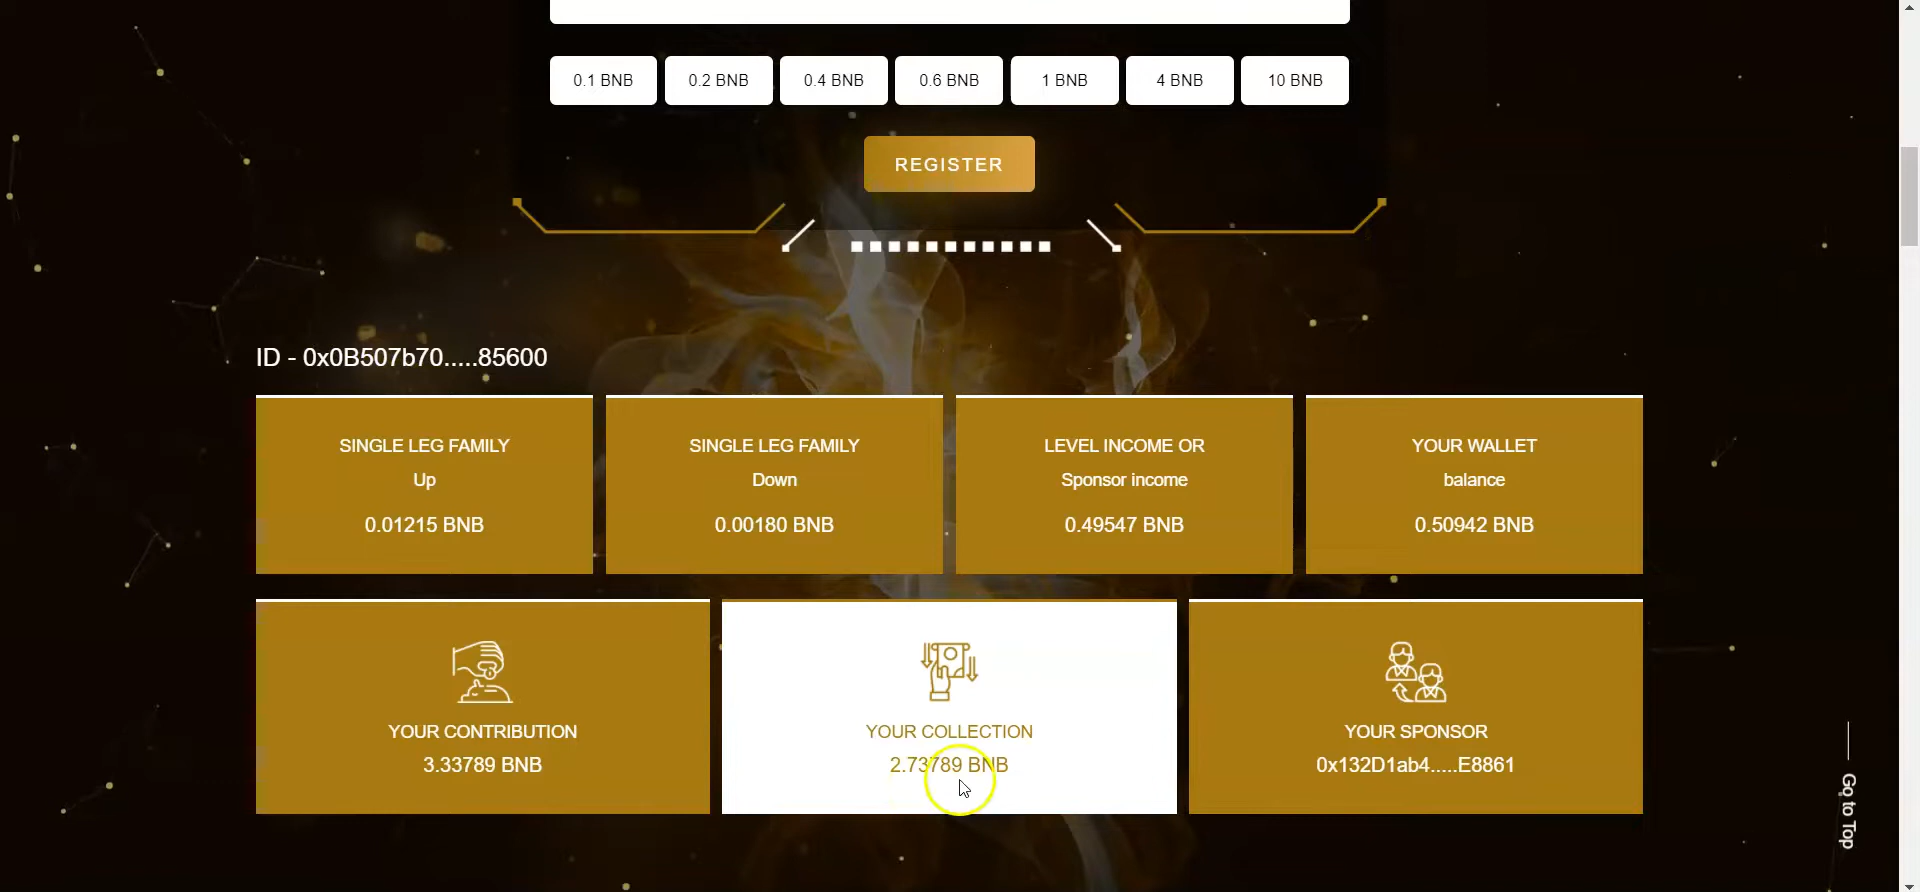 0.1 BNB 0.2 BNB 0.4 BNB 0.6 BNB 1 BNB 4 BNB 10 BNB
REGISTER
ID - 0x0B507b70.....85600
SINGLE LEG FAMILY
Up
0.01215 BNB
SINGLE LEG FAMILY
Down
0.00180 BNB
LEVEL INCOME OR
Sponsor income
0.49547 BNB
YOUR WALLET
balance
0.50942 BNB
YOUR CONTRIBUTION
3.33789 BNB
YOUR COLLECTION
2.73789 BNB
YOUR SPONSOR
0x132D1ab4.....E8861
Go to Top